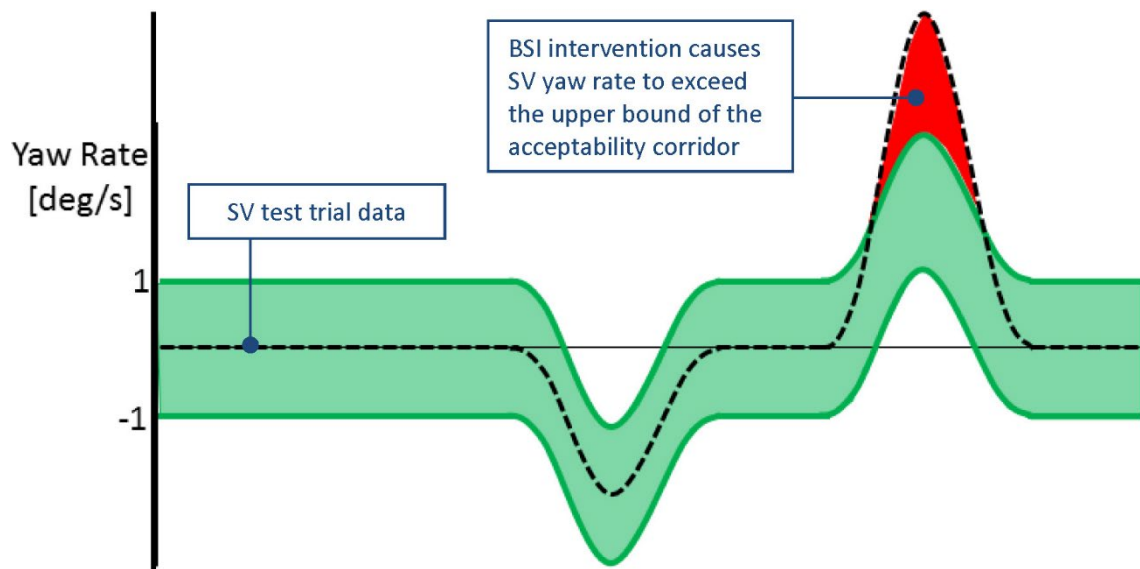 BSI intervention causes
SV yaw rate to exceed
the upper bound of the
acceptability corridor
Yaw Rate
[deg/s]
SV test trial data
1
-1